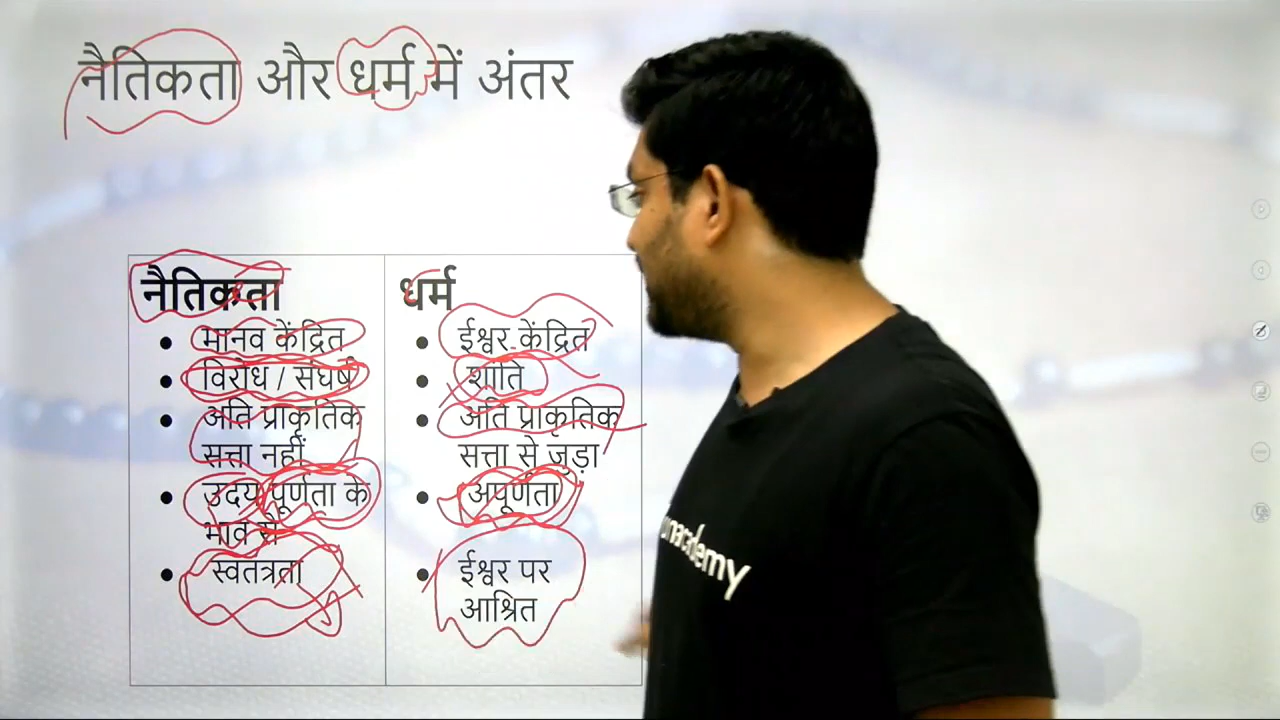 नैतिकता और धर्म में अंतर
नैतिकता
मानव केंद्रित
विरोध / संघर्ष
अति प्राकृतिक
सत्ता नहीं
उदय पूर्णता के
भाव से
स्वतंत्रता
धर्म
ईश्वर केंद्रित
शांति
अति प्राकृतिक
सत्ता से जुड़ा
अपूर्णता
ईश्वर पर
आश्रित
unacademy